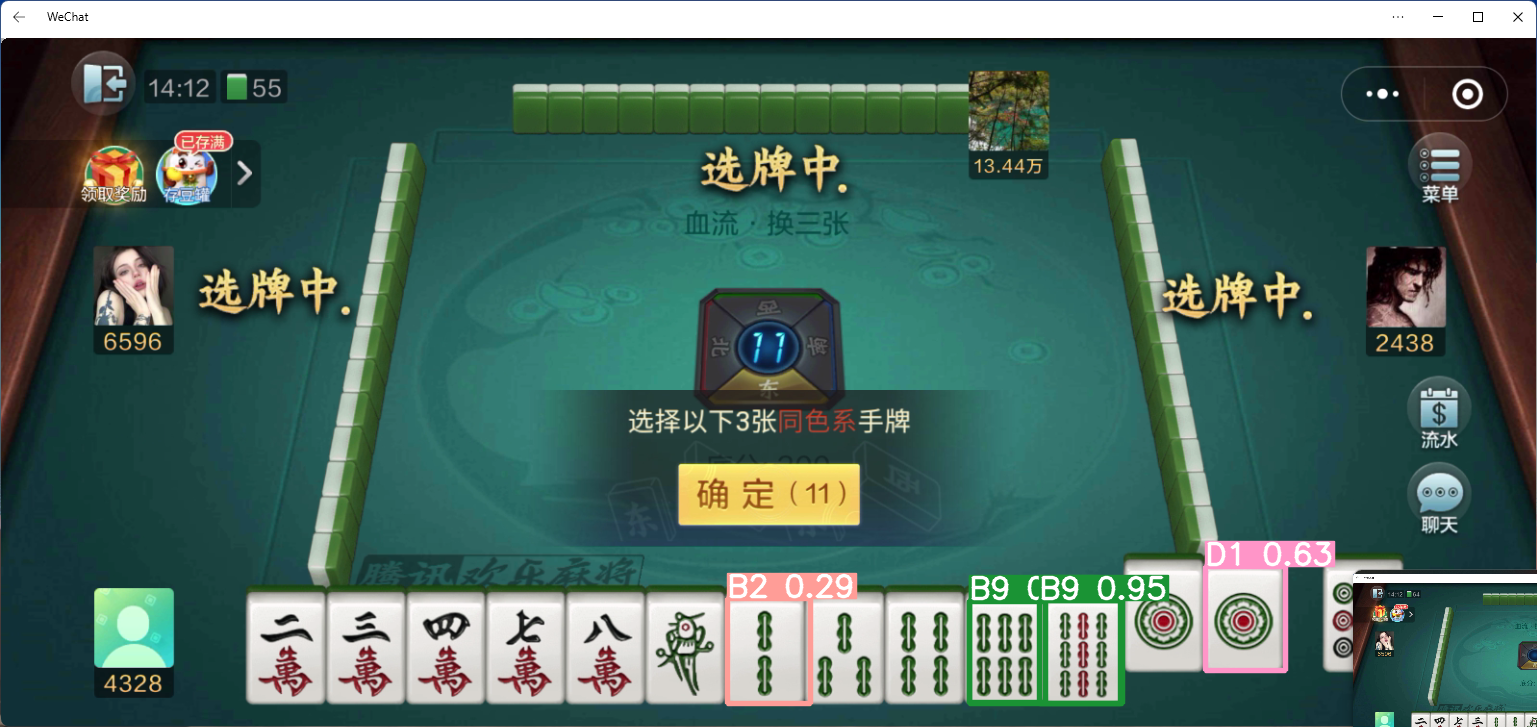 WeChat
14:12
55
已存满
领取奖励
存豆罐
13.44万
选牌中.
血流·换三张
菜单
6596
选牌中.
选牌中.
2438
北
11
东
选择以下3张同色系手牌
确定(11)
流水
聊天
腾讯欢乐麻将
D1 0.63
B2 0.29
B9 (B9 0.95
二萬
三萬
四萬
七萬
八萬
4328